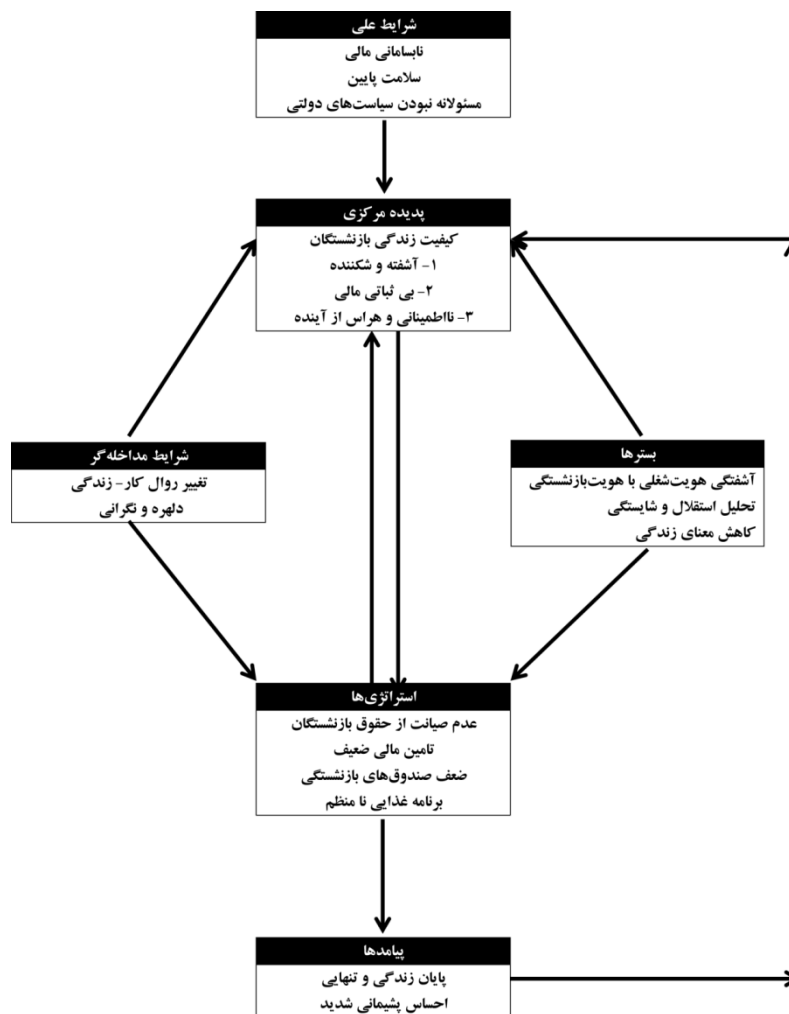 شرایط علی
نابسامانی مالی
سلامت پایین
مسئولانه نبودن سیاست‌های دولتی
پدیده مرکزی
کیفیت زندگی بازنشستگان
۱- آشفته و شکننده
۲- بی ثباتی مالی
۳- نااطمینانی و هراس از آینده
بسترها
آشفتگی هویت‌شغلی با هویت‌بازنشستگی
تحلیل استقلال و شایستگی
کاهش معنای زندگی
شرایط مداخله‌گر
تغییر روال کار- زندگی
دلهره و نگرانی
استراتژی‌ها
عدم صیانت از حقوق بازنشستگان
تامین مالی ضعیف
ضعف صندوق‌های بازنشستگی
برنامه غذایی نا منظم
پیامدها
پایان زندگی و تنهایی
احساس پشیمانی شدید